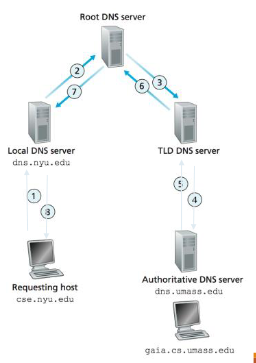 Root DNS server
2
3
6
7
Local DNS server
dns.nyu.edu
TLD DNS server
1
8
5
4
Requesting host
cse.nyu.edu
Authoritative DNS server
dns.umass.edu
gaia.cs.umass.edu